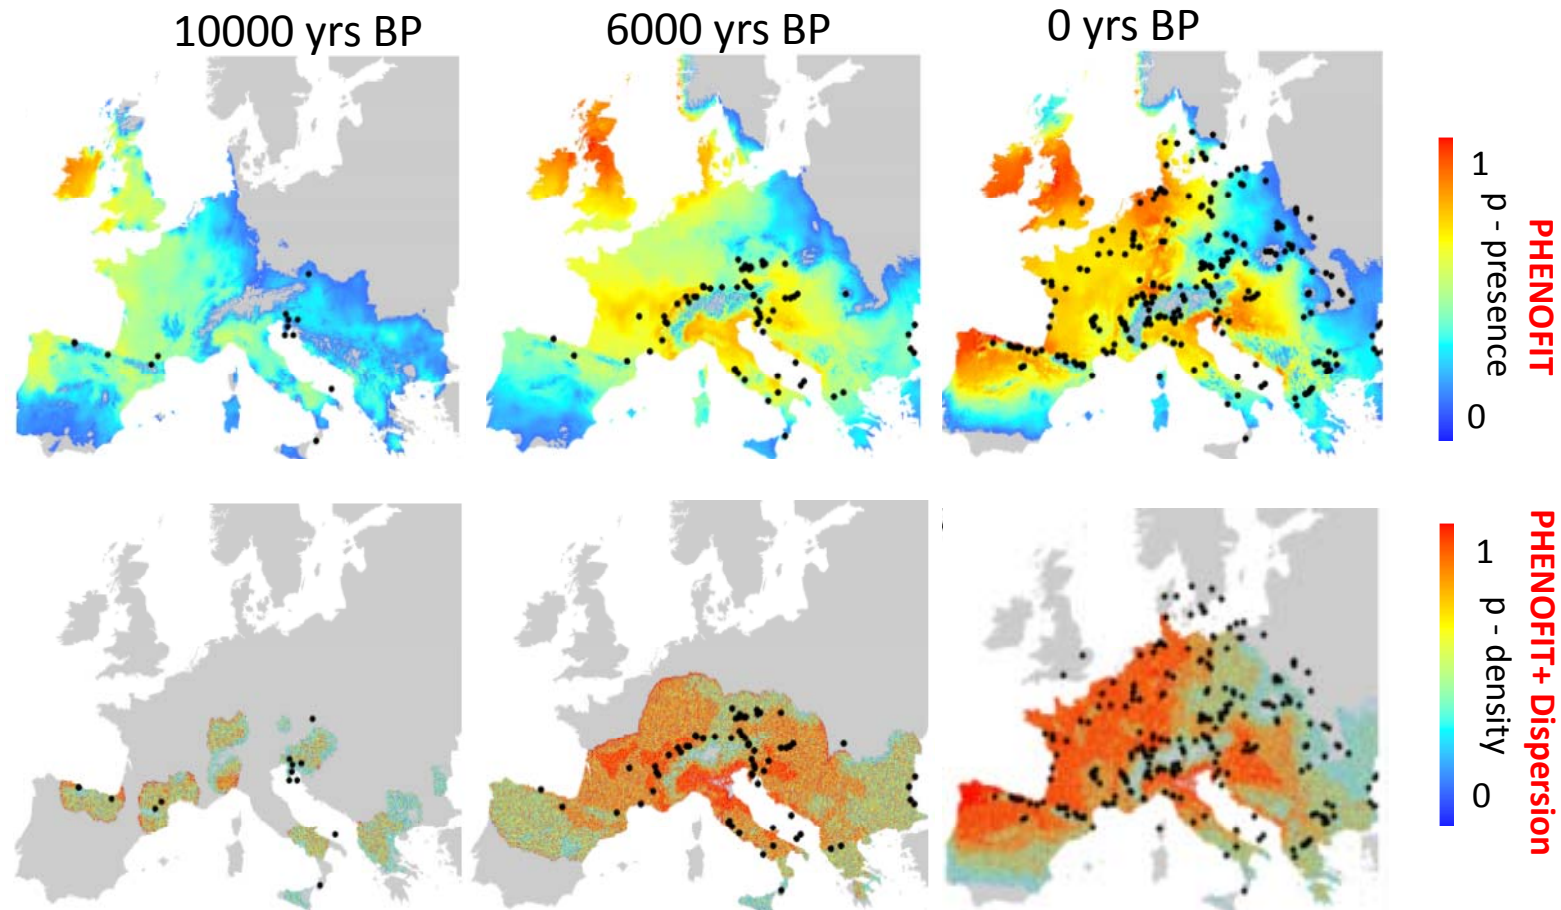 10000 yrs BP
6000 yrs BP
0 yrs BP
1
p - presence
0
PHENOFIT
1
p - density
0
PHENOFIT+ Dispersion